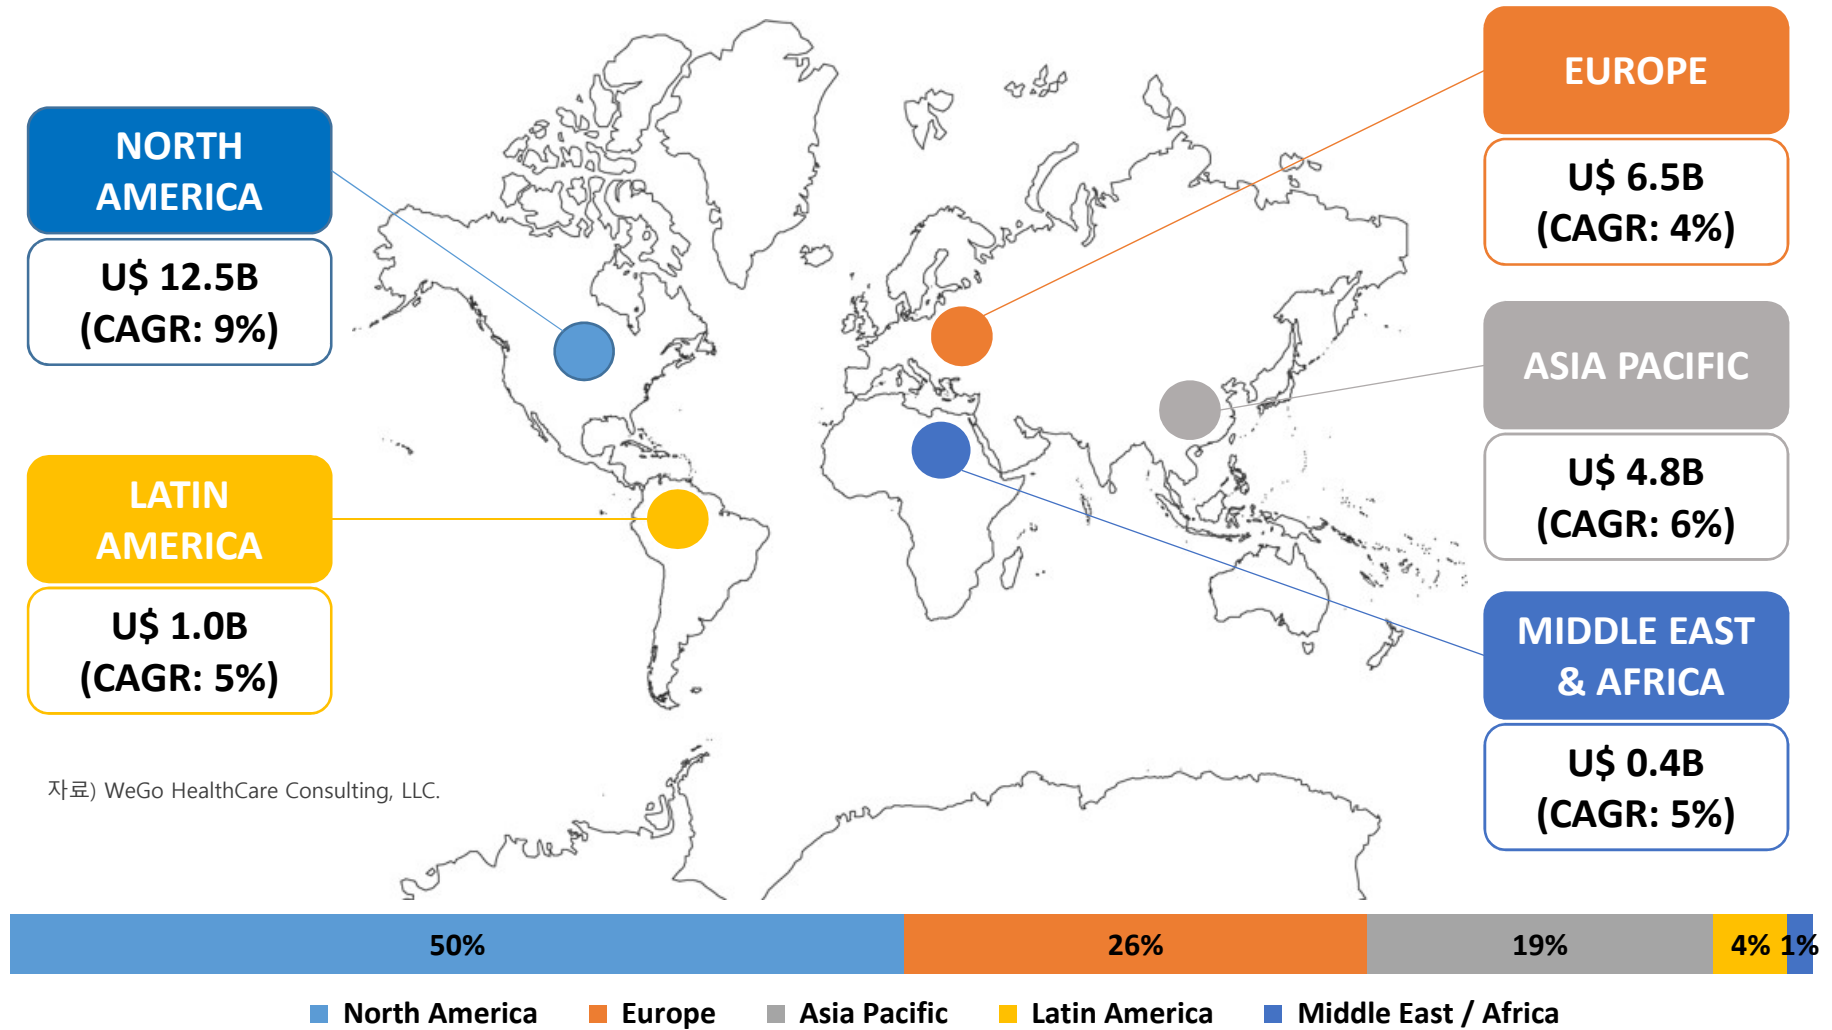 NORTH
AMERICA
U$ 12.5B
(CAGR: 9%)
LATIN
AMERICA
U$ 1.0B
(CAGR: 5%)
EUROPE
U$ 6.5B
(CAGR: 4%)
ASIA PACIFIC
U$ 4.8B
(CAGR: 6%)
MIDDLE EAST
& AFRICA
U$ 0.4B
(CAGR: 5%)
자료) WeGo HealthCare Consulting, LLC.
50% 26% 19% 4% 1%
North America Europe Asia Pacific Latin America Middle East / Africa